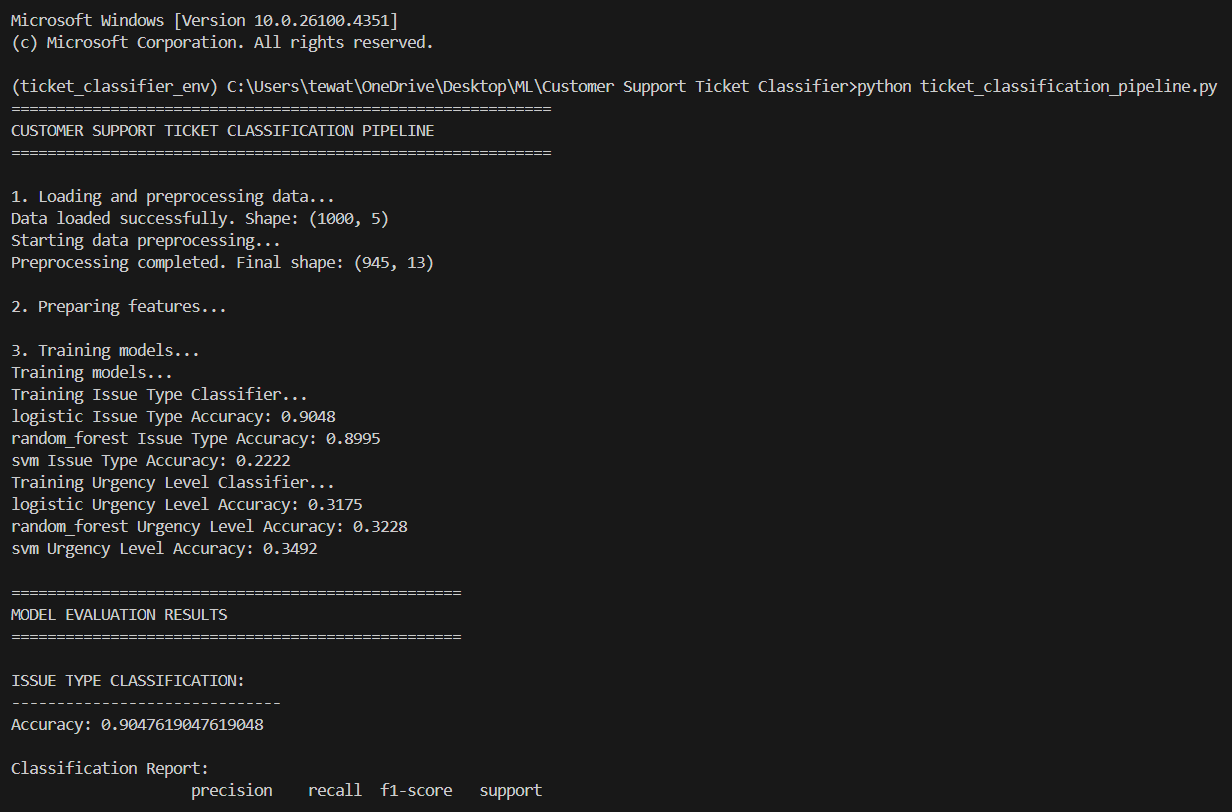 Microsoft Windows [Version 10.0.26100.4351]
(c) Microsoft Corporation. All rights reserved.
(ticket_classifier_env) C:\Users\tewat\OneDrive\Desktop\ML\Customer Support Ticket Classifier>python ticket_classification_pipeline.py
============================================================
CUSTOMER SUPPORT TICKET CLASSIFICATION PIPELINE
============================================================
1. Loading and preprocessing data...
Data loaded successfully. Shape: (1000, 5)
Starting data preprocessing...
Preprocessing completed. Final shape: (945, 13)
2. Preparing features...
3. Training models...
Training models...
Training Issue Type Classifier...
logistic Issue Type Accuracy: 0.9048
random_forest Issue Type Accuracy: 0.8995
svm Issue Type Accuracy: 0.2222
Training Urgency Level Classifier...
logistic Urgency Level Accuracy: 0.3175
random_forest Urgency Level Accuracy: 0.3228
svm Urgency Level Accuracy: 0.3492
==================================================
MODEL EVALUATION RESULTS
==================================================
ISSUE TYPE CLASSIFICATION:
------------------------------
Accuracy: 0.9047619047619048
Classification Report:
precision    recall  f1-score   support